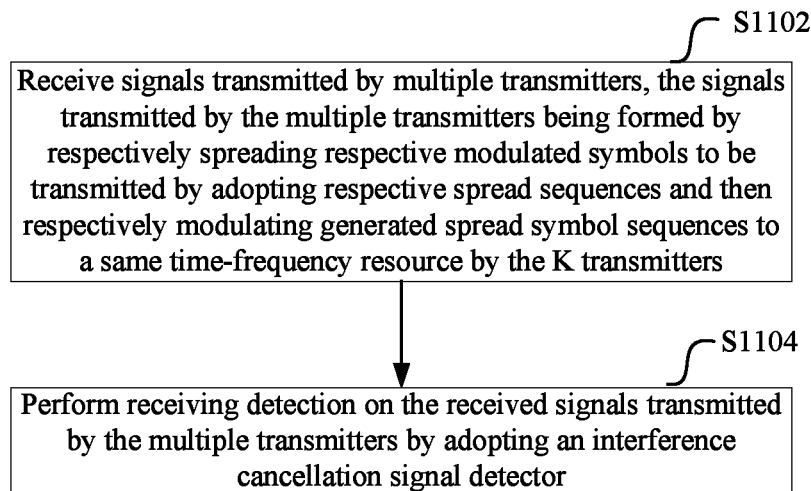 S1102
Receive signals transmitted by multiple transmitters, the signals
transmitted by the multiple transmitters being formed by
respectively spreading respective modulated symbols to be
transmitted by adopting respective spread sequences and then
respectively modulating generated spread symbol sequences to
a same time-frequency resource by the K transmitters
S1104
Perform receiving detection on the received signals transmitted
by the multiple transmitters by adopting an interference
cancellation signal detector